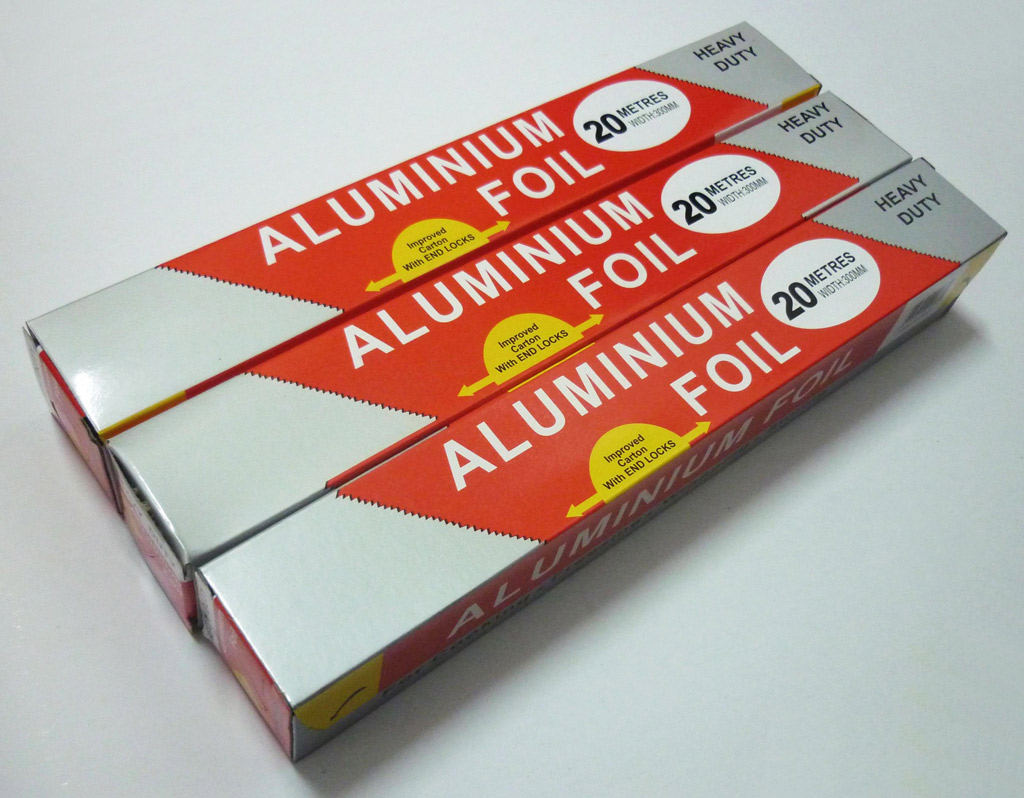 HEAVY
DUTY
20 METRES
WIDTH:300MM
ALUMINIUM
FOIL
Improved
Carton
With END LOCKS
HEAVY
DUTY
20 METRES
WIDTH:300MM
ALUMINIUM
FOIL
Improved
Carton
With END LOCKS
HEAVY
DUTY
20 METRES
WIDTH:300MM
ALUMINIUM
FOIL
Improved
Carton
With END LOCKS
ALUMINIUM FOIL